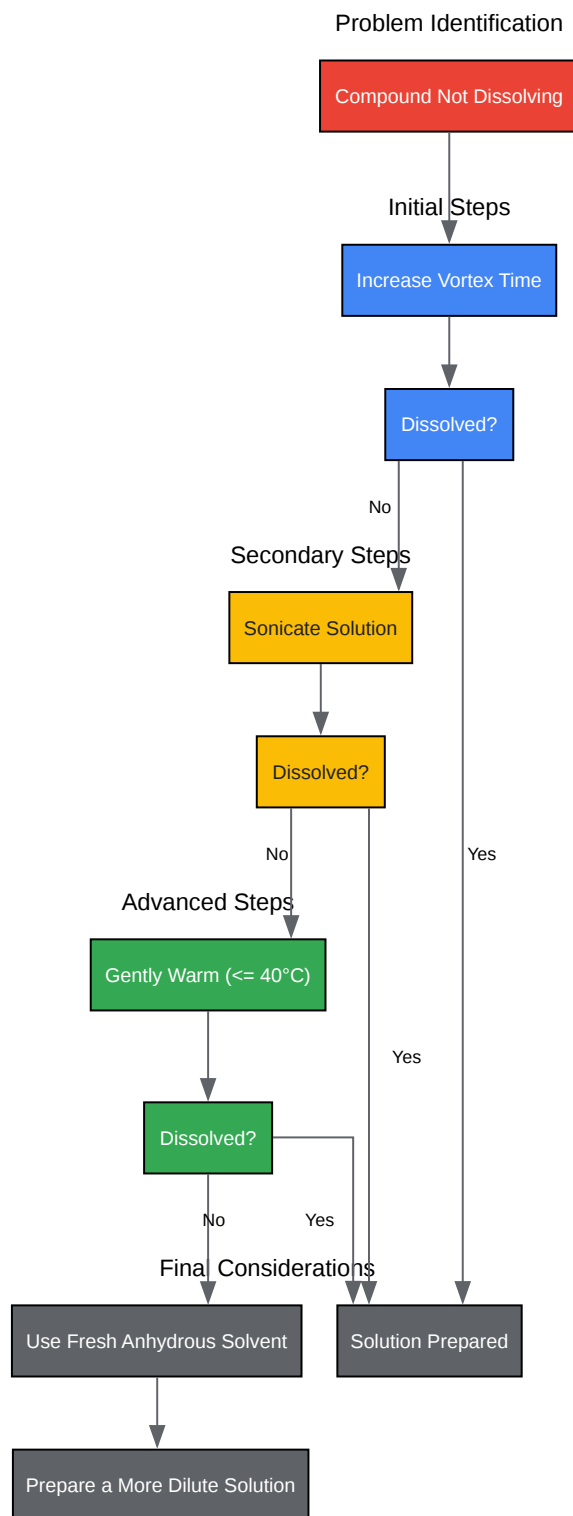 Problem Identification
Compound Not Dissolving
Initial Steps
Increase Vortex Time
Dissolved?
No
Secondary Steps
Sonicate Solution
Dissolved?
No
Yes
Advanced Steps
Gently Warm (<= 40°C)
Yes
Dissolved?
No
Yes
Final Considerations
Use Fresh Anhydrous Solvent
Solution Prepared
Prepare a More Dilute Solution